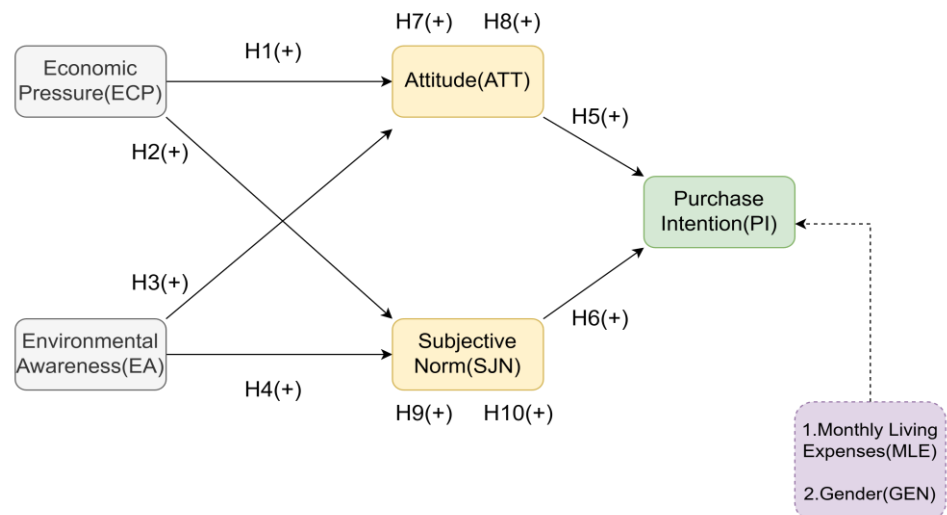 H7(+) H8(+)
H1(+)
Economic
Pressure(ECP)
Attitude(ATT)
H5(+)
H2(+)
Purchase
Intention(PI)
H3(+)
H6(+)
Environmental
Awareness(EA)
Subjective
Norm(SJN)
H4(+)
H9(+) H10(+)
1.Monthly Living
Expenses(MLE)
2.Gender(GEN)